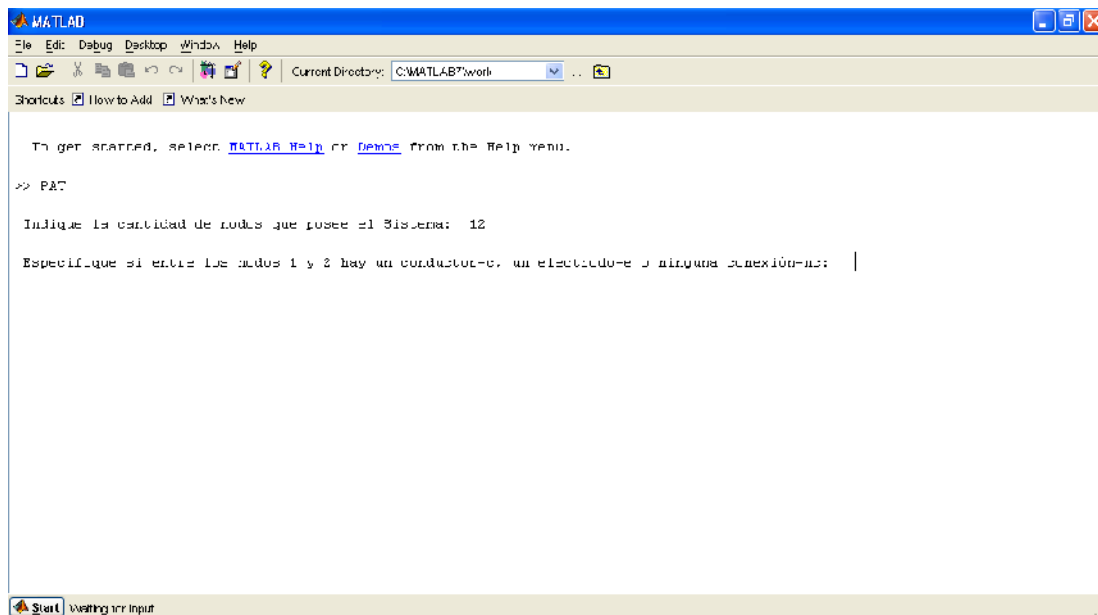 MATLAB
File Edit Debug Desktop Window Help
Current Directory: C:\MATLAB7\work
Shortcuts How to Add What's New
To get started, select MATLAB Help or Demos from the Help menu.
>> PAT
Indique la cantidad de nodos que posee el Sistema: 12
Especifique si entre los nodos 1 y 2 hay un conductor-c, un electrodo-e o ninguna conexión-nc:
Start Waiting for input